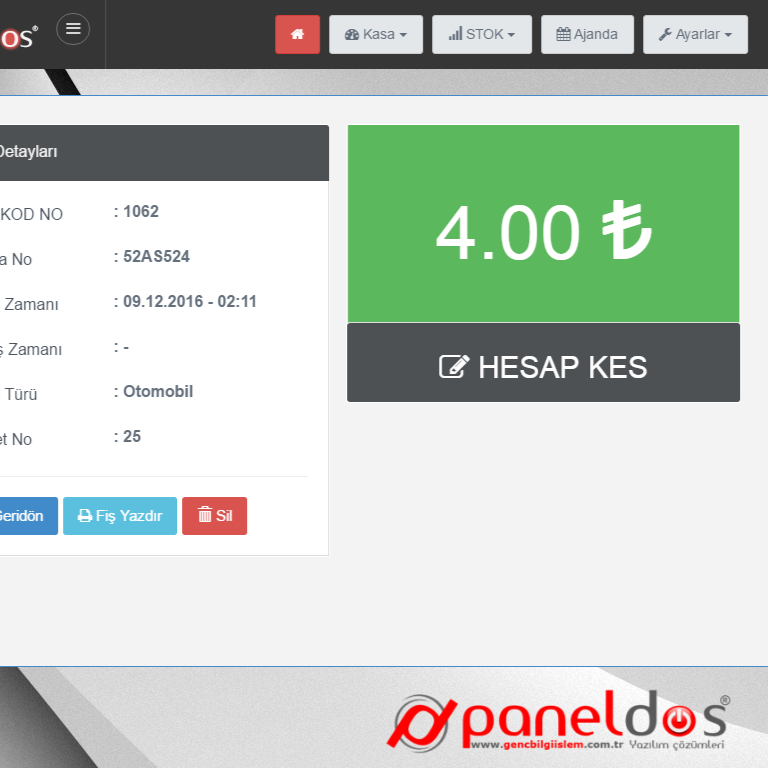 os®
Kasa
STOK
Ajanda
Ayarlar
Detayları
KOD NO : 1062
a No : 52AS524
Zamanı : 09.12.2016 - 02:11
ş Zamanı : -
Türü : Otomobil
et No : 25
Geridön
Fiş Yazdır
Sil
4.00 ₺
HESAP KES
paneldos®
www.gencbilgiislem.com.tr Yazılım çözümleri